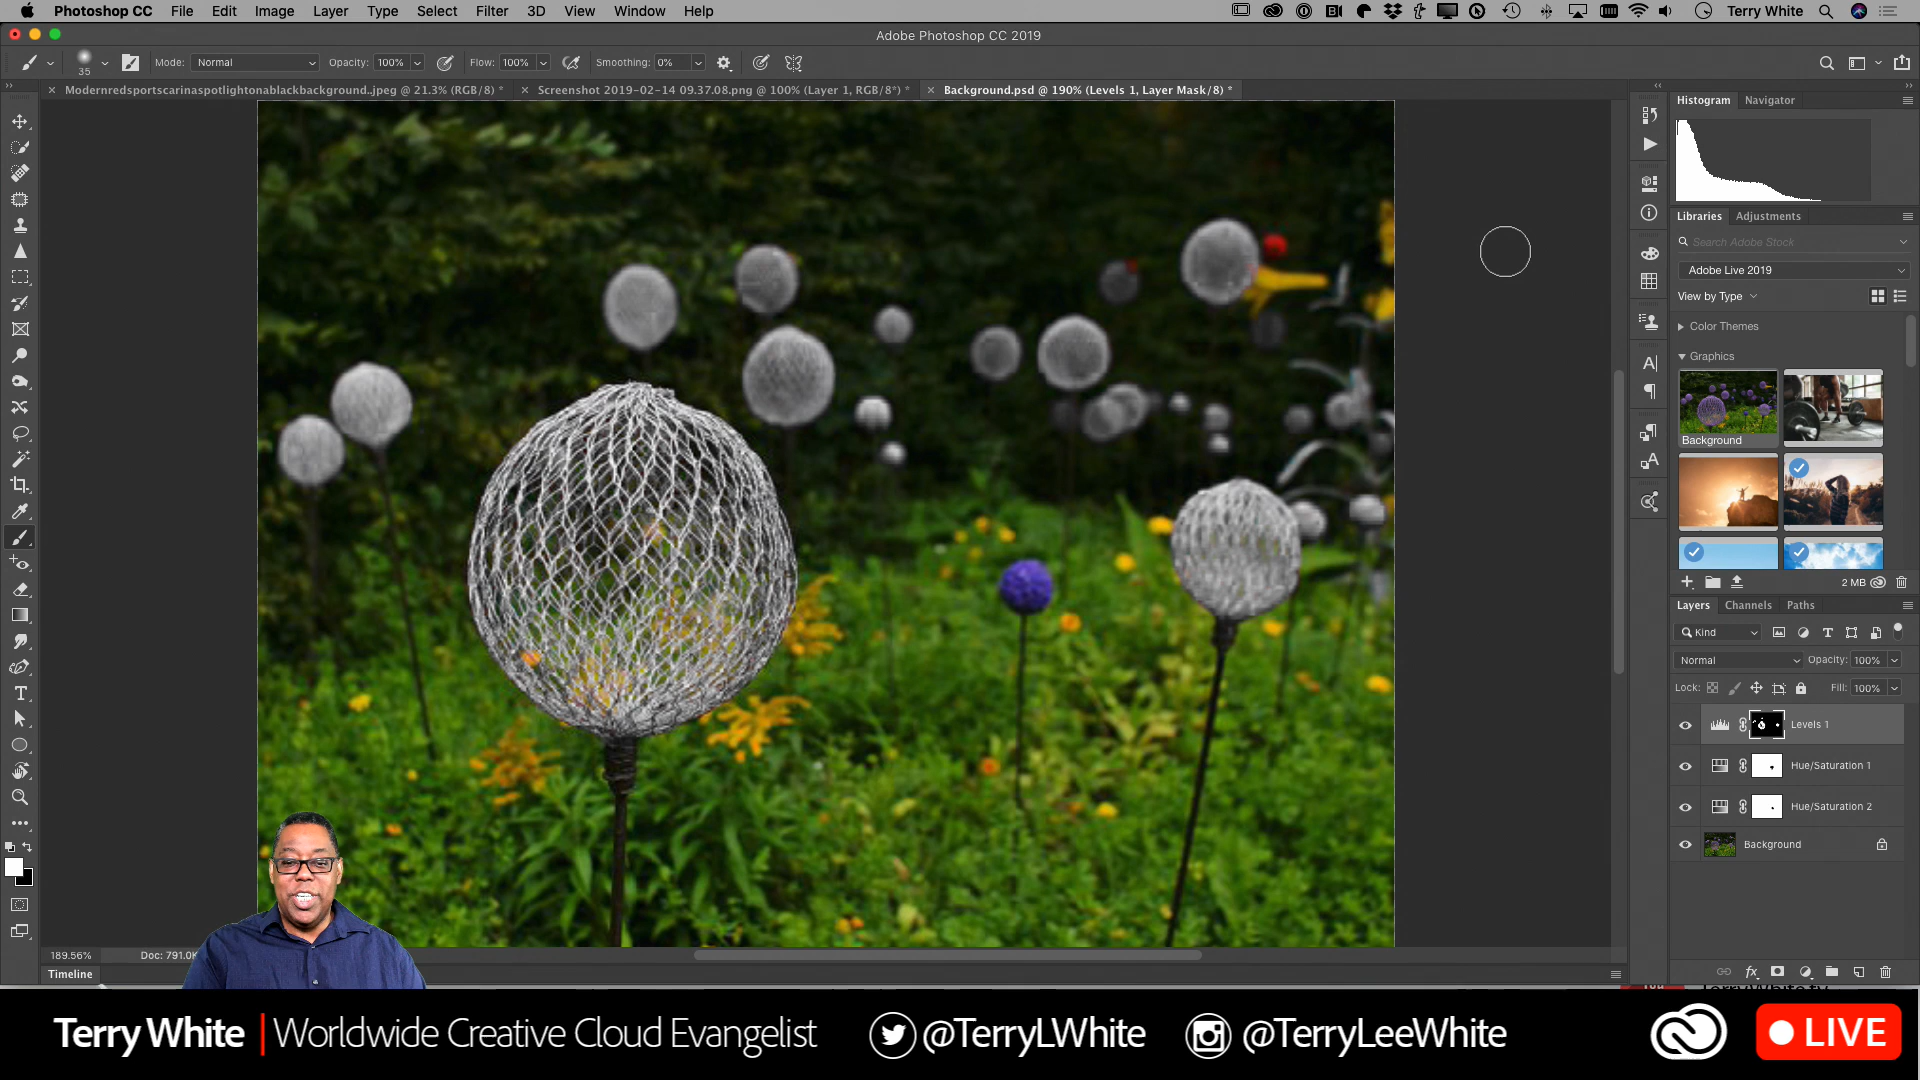 Photoshop CC File Edit Image Layer Type Select Filter 3D View Window Help Terry White
Adobe Photoshop CC 2019
35 Mode: Normal Opacity: 100% Flow: 100% Smoothing: 0%
Modernredsportscarinaspotlightonablackbackground..jpeg @ 21.3% (RGB/8) *
Screenshot 2019-02-14 09.37.08.png @ 100% (Layer 1, RGB/8*) *
Background.psd @ 190% (Levels 1, Layer Mask/8) *
Histogram Navigator
Libraries Adjustments
Search Adobe Stock
Adobe Live 2019
View by Type
Color Themes
Graphics
Background
2 MB
Layers Channels Paths
Kind
Normal Opacity: 100%
Lock: Fill: 100%
Levels 1
Hue/Saturation 1
Hue/Saturation 2
Background
189.56% Doc: 791.0K
Timeline
Terry White | Worldwide Creative Cloud Evangelist @TerryLWhite @TerryLeeWhite LIVE